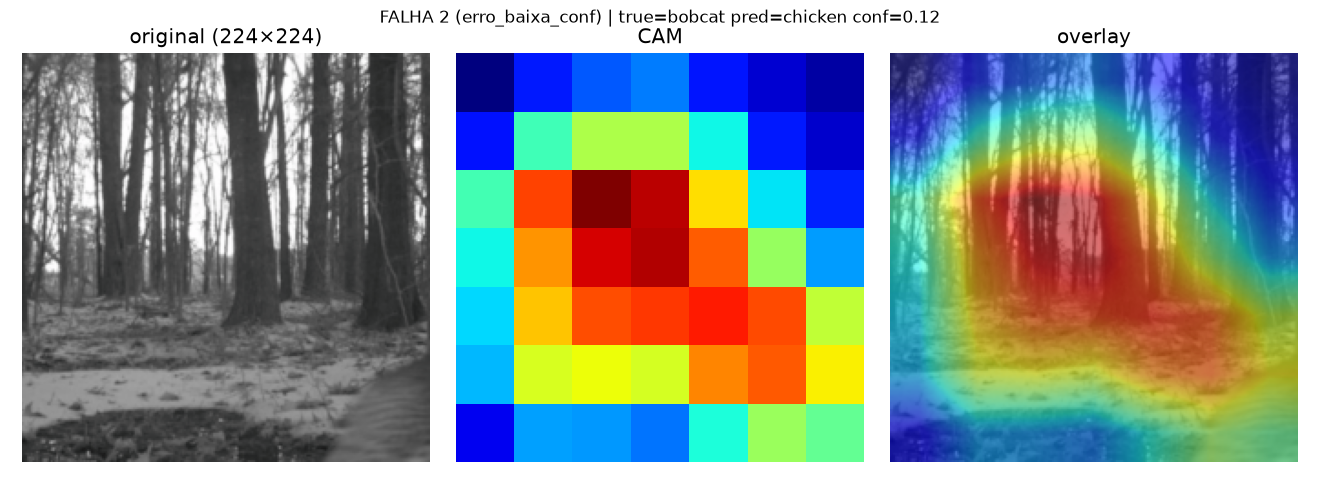 FALHA 2 (erro_baixa_conf) | true=bobcat pred=chicken conf=0.12
original (224×224)
CAM
overlay